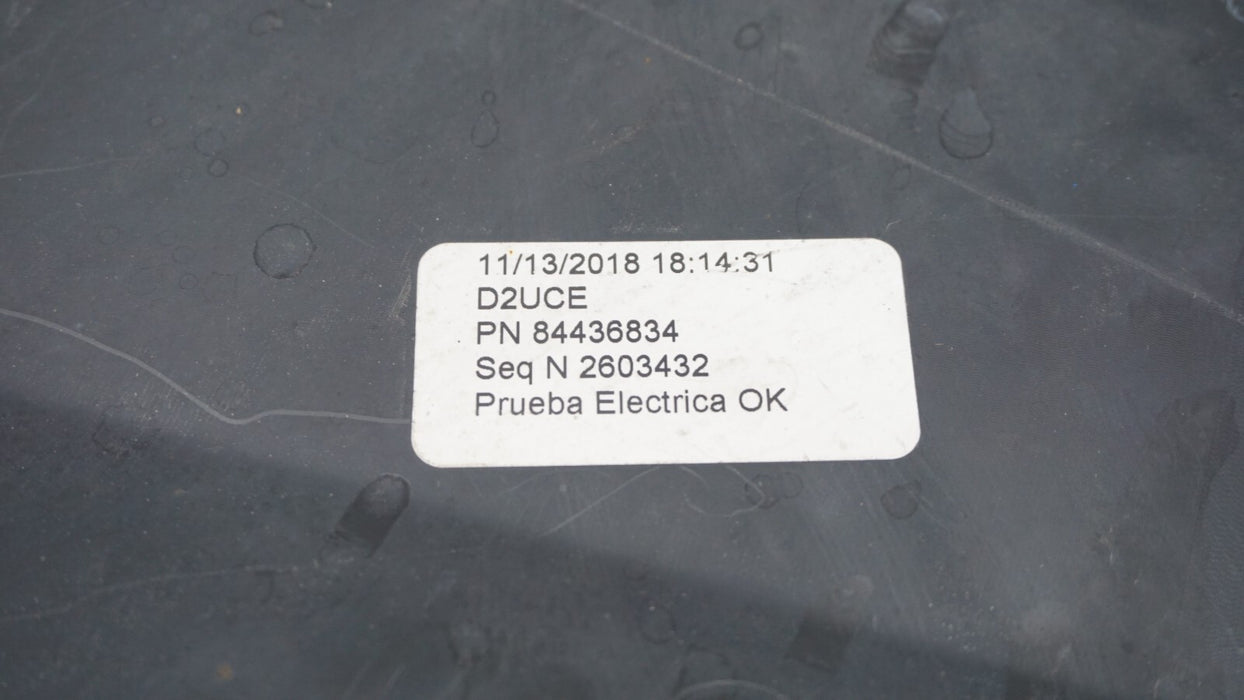 11/13/2018 18:14:31
D2UCE
PN 84436834
Seq N 2603432
Prueba Electrica OK